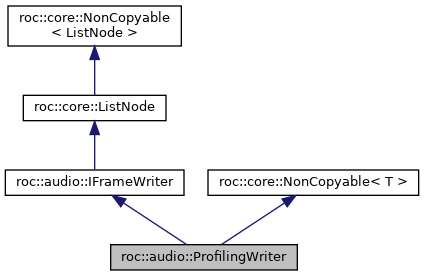 roc::core::NonCopyable
< ListNode >
roc::core::ListNode
roc::audio::IFrameWriter
roc::core::NonCopyable< T >
roc::audio::ProfilingWriter